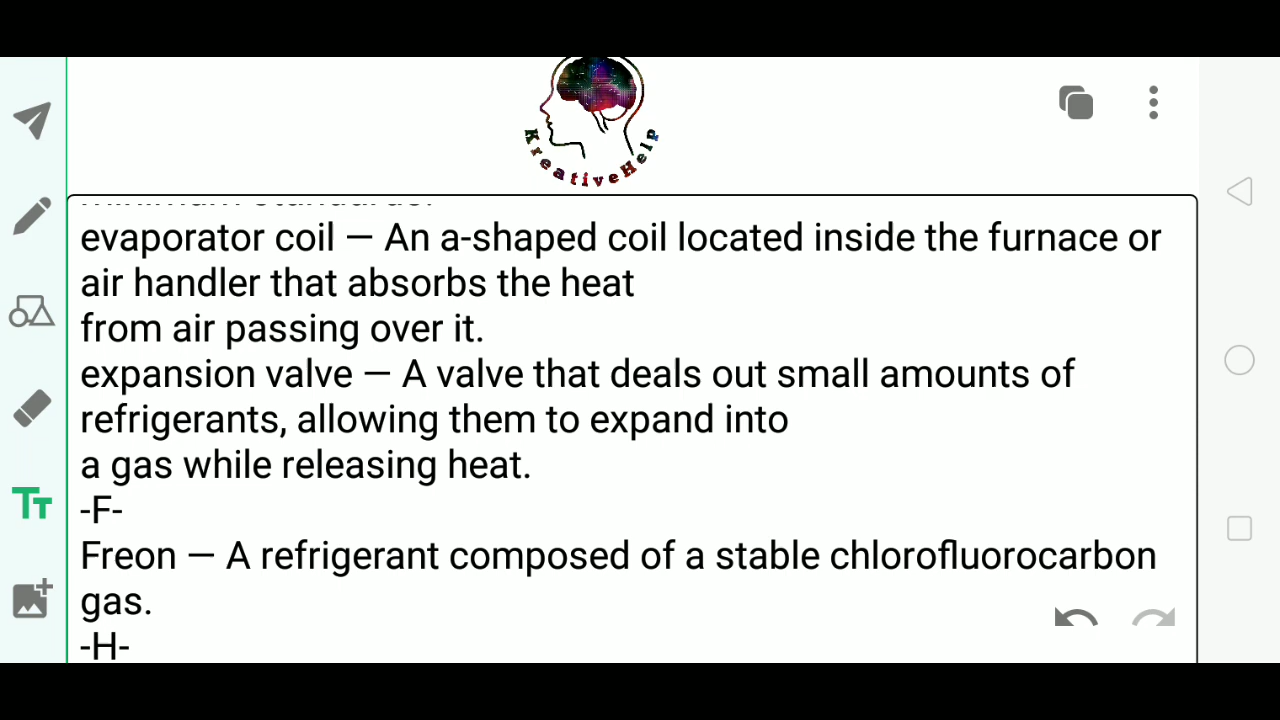 KreativeHelp
evaporator coil — An a-shaped coil located inside the furnace or
air handler that absorbs the heat
from air passing over it.
expansion valve — A valve that deals out small amounts of
refrigerants, allowing them to expand into
a gas while releasing heat.
-F-
Freon — A refrigerant composed of a stable chlorofluorocarbon
gas.
-H-
TT